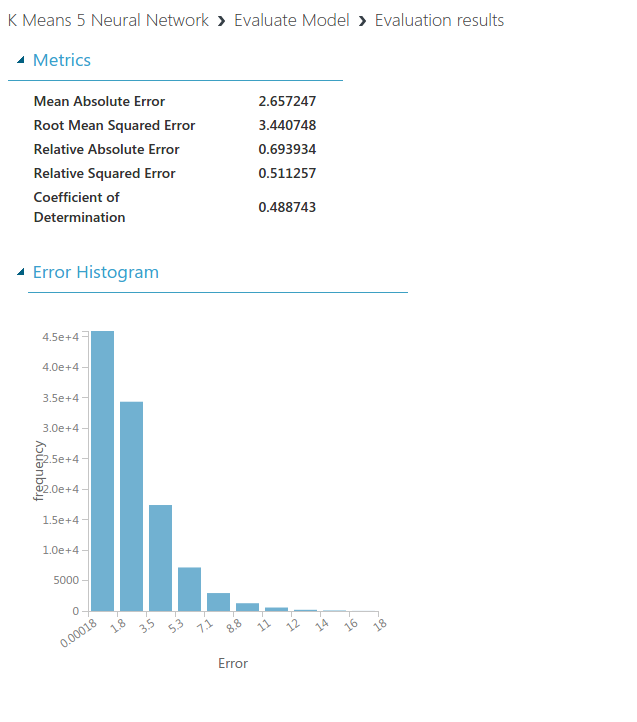 K Means 5 Neural Network › Evaluate Model › Evaluation results
Metrics
Mean Absolute Error 2.657247
Root Mean Squared Error 3.440748
Relative Absolute Error 0.693934
Relative Squared Error 0.511257
Coefficient of
Determination 0.488743
Error Histogram
4.5e+4
4.0e+4
3.5e+4
3.0e+4
2.5e+4
2.0e+4
1.5e+4
1.0e+4
5000
0
frequency
0.00018 1.8 3.5 5.3 7.1 8.8 11 12 14 16 18
Error